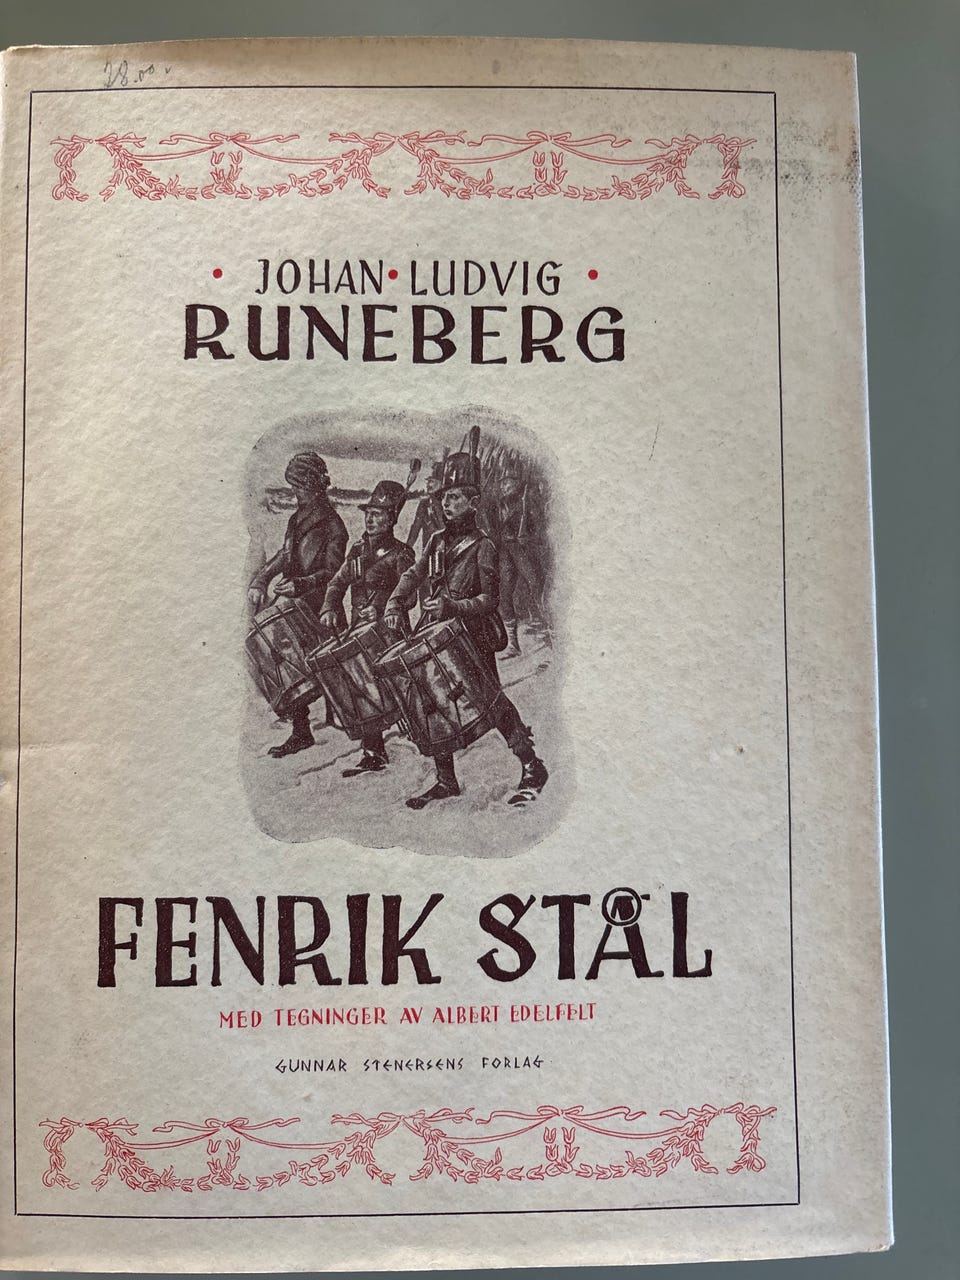 28.00
• JOHAN • LUDVIG •
RUNEBERG
FENRIK STÅL
MED TEGNINGER AV ALBERT EDELFELT
GUNNAR STENERSENS FORLAG